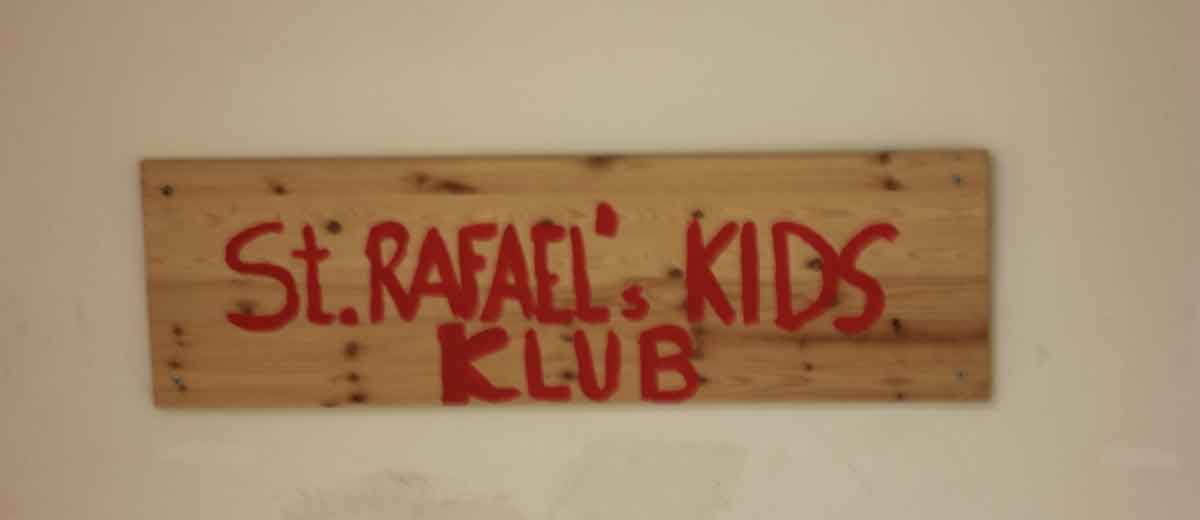 St. RAFAEL's KIDS
KLUB